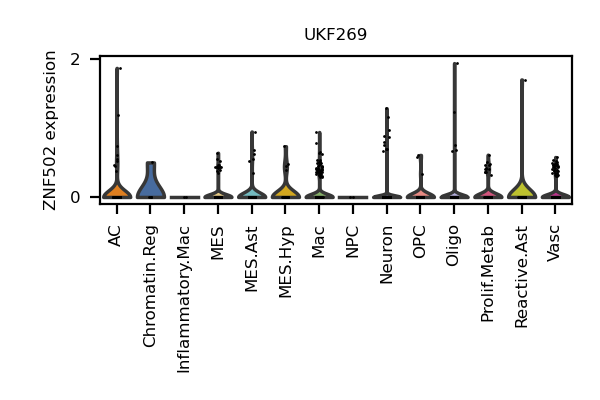 UKF269
ZNF502 expression
2
0
AC
Chromatin.Reg
Inflammatory.Mac
MES
MES.Ast
MES.Hyp
Mac
NPC
Neuron
OPC
Oligo
Prolif.Metab
Reactive.Ast
Vasc